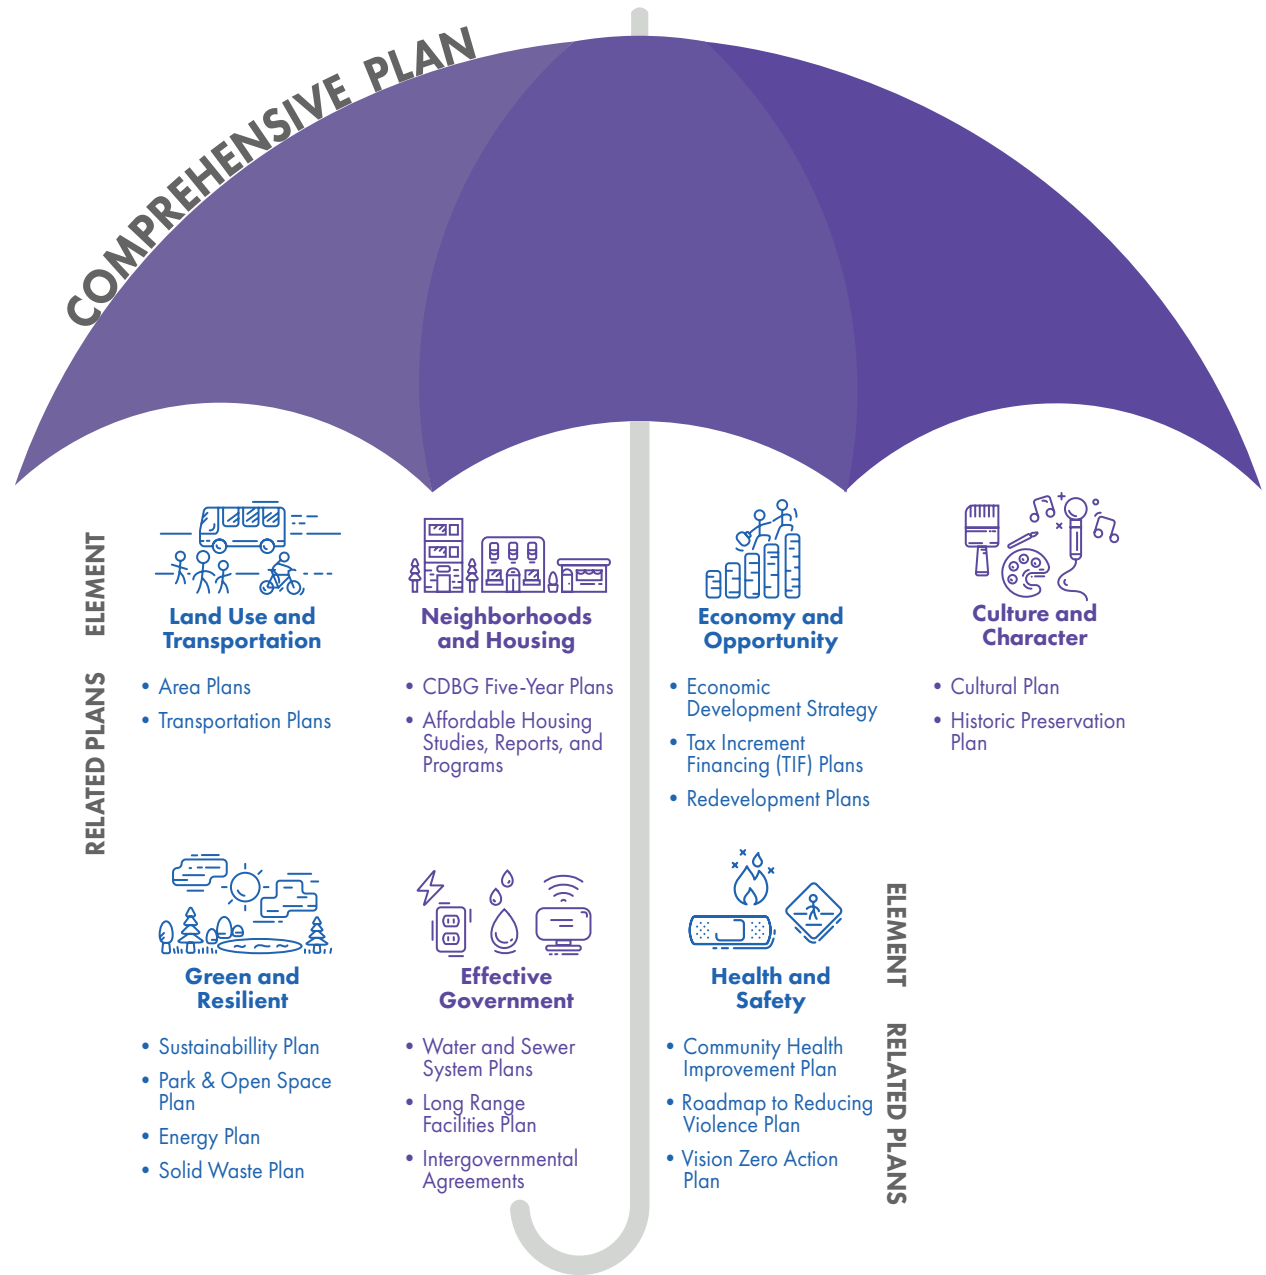 COMPREHENSIVE PLAN
ELEMENT
Land Use and
Transportation
Neighborhoods
and Housing
Economy and
Opportunity
Culture and
Character
RELATED PLANS
• Area Plans
• Transportation Plans
• CDBG Five-Year Plans
• Affordable Housing
Studies, Reports, and
Programs
• Economic
Development Strategy
• Tax Increment
Financing (TIF) Plans
• Redevelopment Plans
• Cultural Plan
• Historic Preservation
Plan
Green and
Resilient
Effective
Government
Health and
Safety
ELEMENT
• Sustainabillity Plan
• Park & Open Space
Plan
• Energy Plan
• Solid Waste Plan
• Water and Sewer
System Plans
• Long Range
Facilities Plan
• Intergovernmental
Agreements
• Community Health
Improvement Plan
• Roadmap to Reducing
Violence Plan
• Vision Zero Action
Plan
RELATED PLANS